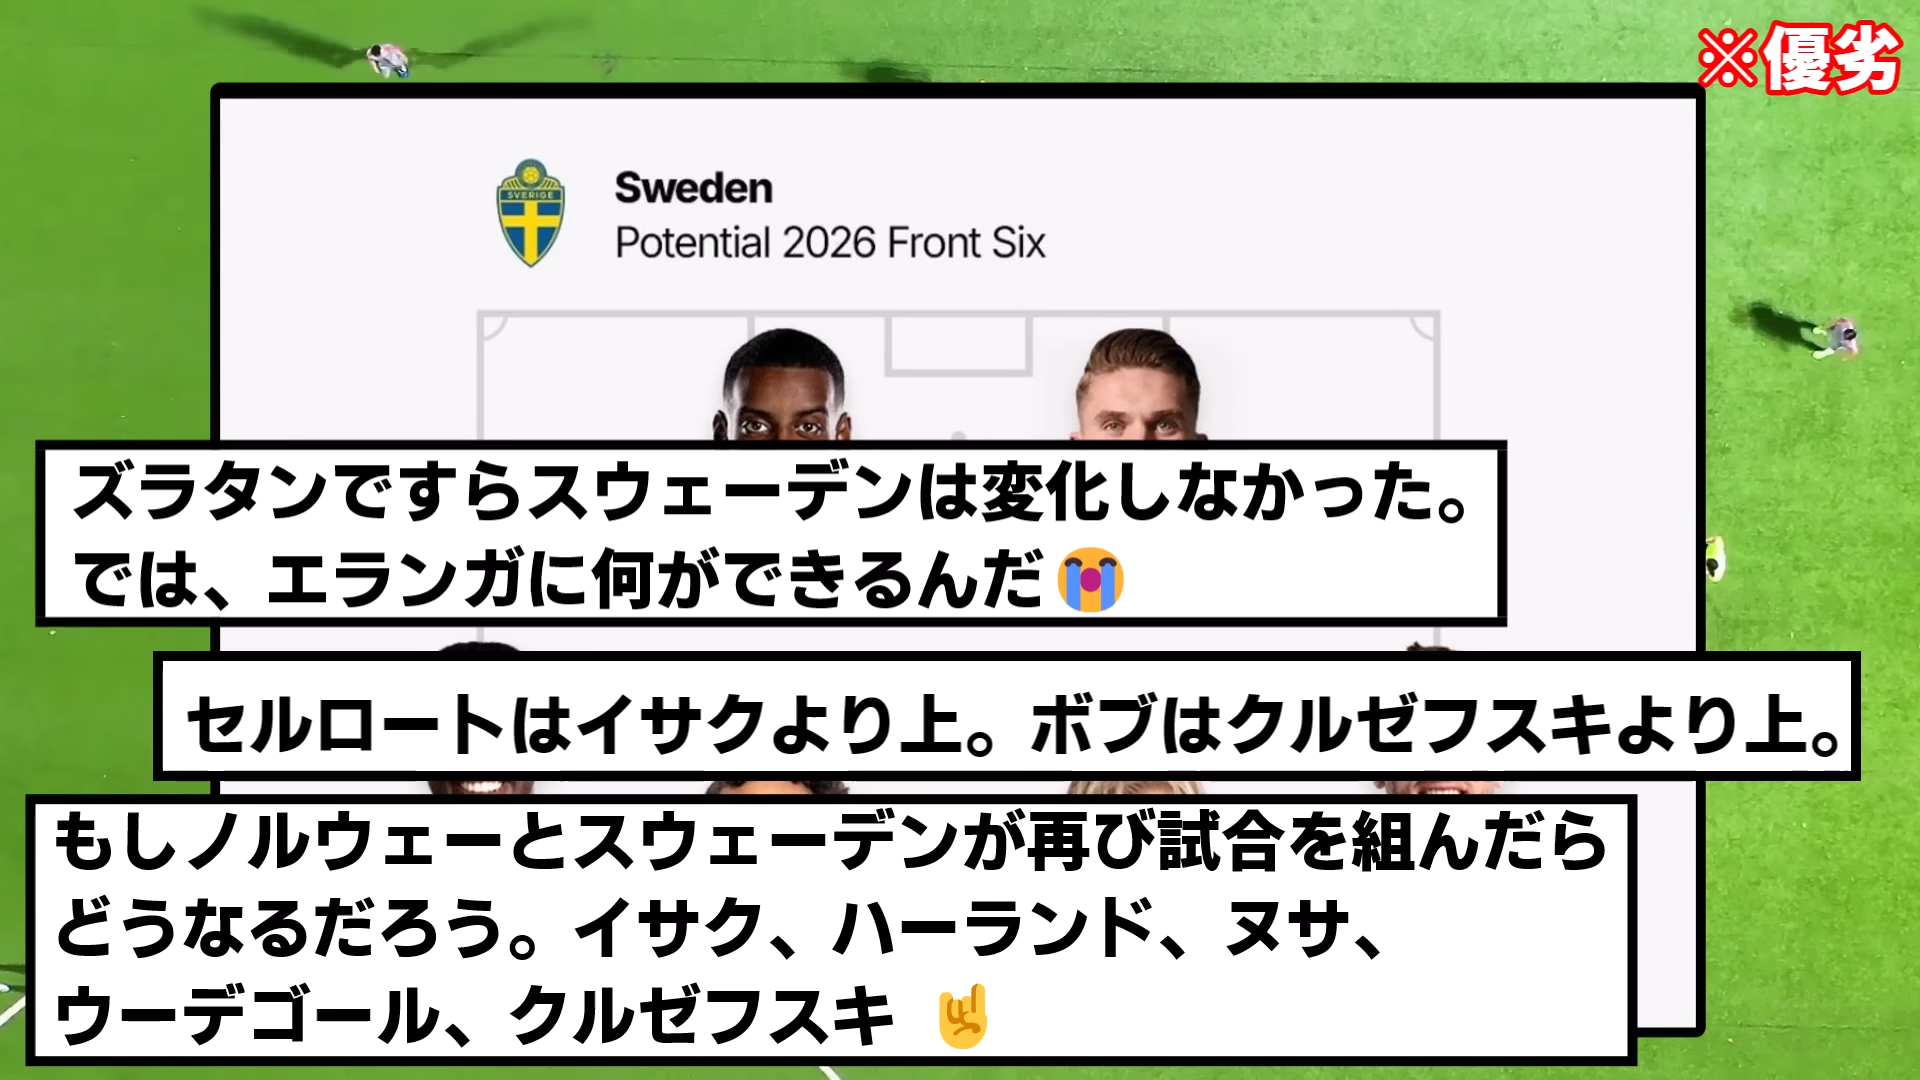 ※優劣
SVERIGE
Sweden
Potential 2026 Front Six
ズラタンですらスウェーデンは変化しなかった。
では、エランガに何ができるんだ😭
セルロートはイサクより上。ボブはクルゼフスキより上。
もしノルウェーとスウェーデンが再び試合を組んだら
どうなるだろう。イサク、ハーランド、ヌサ、
ウーデゴール、クルゼフスキ 🤘